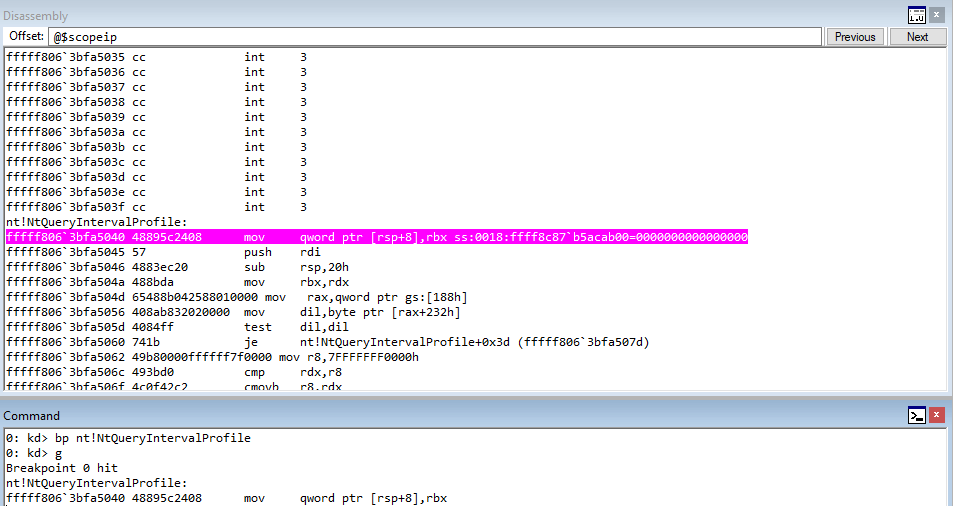 Disassembly
Offset: @$scopeip Previous Next
fffff806`3bfa5035 cc int 3
fffff806`3bfa5036 cc int 3
fffff806`3bfa5037 cc int 3
fffff806`3bfa5038 cc int 3
fffff806`3bfa5039 cc int 3
fffff806`3bfa503a cc int 3
fffff806`3bfa503b cc int 3
fffff806`3bfa503c cc int 3
fffff806`3bfa503d cc int 3
fffff806`3bfa503e cc int 3
fffff806`3bfa503f cc int 3
nt!NtQueryIntervalProfile:
fffff806`3bfa5040 48895c2408 mov qword ptr [rsp+8],rbx ss:0018:ffff8c87`b5acab00=0000000000000000
fffff806`3bfa5045 57 push rdi
fffff806`3bfa5046 4883ec20 sub rsp,20h
fffff806`3bfa504a 488bda mov rbx,rdx
fffff806`3bfa504d 65488b042588010000 mov rax,qword ptr gs:[188h]
fffff806`3bfa5056 408ab832020000 mov dil,byte ptr [rax+232h]
fffff806`3bfa505d 4084ff test dil,dil
fffff806`3bfa5060 741b je nt!NtQueryIntervalProfile+0x3d (fffff806`3bfa507d)
fffff806`3bfa5062 49b80000ffffff7f0000 mov r8,7FFFFFFF0000h
fffff806`3bfa506c 493bd0 cmp rdx,r8
fffff806`3bfa506f 4c0f42c2 cmovb r8,rdx
Command
0: kd> bp nt!NtQueryIntervalProfile
0: kd> g
Breakpoint 0 hit
nt!NtQueryIntervalProfile:
fffff806`3bfa5040 48895c2408 mov qword ptr [rsp+8],rbx